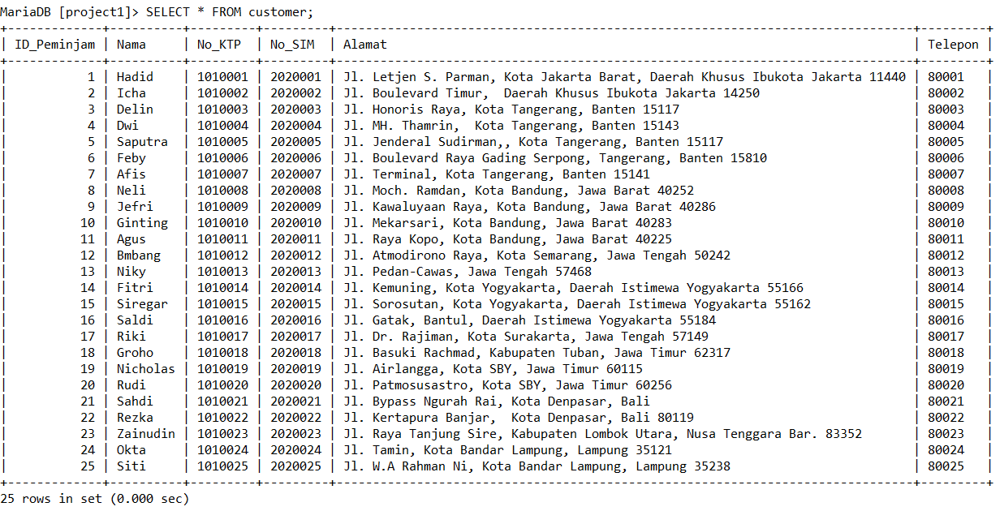 MariaDB [project1]> SELECT * FROM customer;
| ID_Peminjam | Nama     | No_KTP  | No_SIM  | Alamat                                                                        | Telepon |
|           1 | Hadid    | 1010001 | 2020001 | Jl. Letjen S. Parman, Kota Jakarta Barat, Daerah Khusus Ibukota Jakarta 11440 | 80001   |
|           2 | Icha     | 1010002 | 2020002 | Jl. Boulevard Timur,  Daerah Khusus Ibukota Jakarta 14250                     | 80002   |
|           3 | Delin    | 1010003 | 2020003 | Jl. Honoris Raya, Kota Tangerang, Banten 15117                                | 80003   |
|           4 | Dwi      | 1010004 | 2020004 | Jl. MH. Thamrin,  Kota Tangerang, Banten 15143                                | 80004   |
|           5 | Saputra  | 1010005 | 2020005 | Jl. Jenderal Sudirman,, Kota Tangerang, Banten 15117                          | 80005   |
|           6 | Feby     | 1010006 | 2020006 | Jl. Boulevard Raya Gading Serpong, Tangerang, Banten 15810                    | 80006   |
|           7 | Afis     | 1010007 | 2020007 | Jl. Terminal, Kota Tangerang, Banten 15141                                    | 80007   |
|           8 | Neli     | 1010008 | 2020008 | Jl. Moch. Ramdan, Kota Bandung, Jawa Barat 40252                              | 80008   |
|           9 | Jefri    | 1010009 | 2020009 | Jl. Kawaluyaan Raya, Kota Bandung, Jawa Barat 40286                           | 80009   |
|          10 | Ginting  | 1010010 | 2020010 | Jl. Mekarsari, Kota Bandung, Jawa Barat 40283                                 | 80010   |
|          11 | Agus     | 1010011 | 2020011 | Jl. Raya Kopo, Kota Bandung, Jawa Barat 40225                                 | 80011   |
|          12 | Bmbang   | 1010012 | 2020012 | Jl. Atmodirono Raya, Kota Semarang, Jawa Tengah 50242                         | 80012   |
|          13 | Niky     | 1010013 | 2020013 | Jl. Pedan-Cawas, Jawa Tengah 57468                                            | 80013   |
|          14 | Fitri    | 1010014 | 2020014 | Jl. Kemuning, Kota Yogyakarta, Daerah Istimewa Yogyakarta 55166               | 80014   |
|          15 | Siregar  | 1010015 | 2020015 | Jl. Sorosutan, Kota Yogyakarta, Daerah Istimewa Yogyakarta 55162              | 80015   |
|          16 | Saldi    | 1010016 | 2020016 | Jl. Gatak, Bantul, Daerah Istimewa Yogyakarta 55184                           | 80016   |
|          17 | Riki     | 1010017 | 2020017 | Jl. Dr. Rajiman, Kota Surakarta, Jawa Tengah 57149                            | 80017   |
|          18 | Groho    | 1010018 | 2020018 | Jl. Basuki Rachmad, Kabupaten Tuban, Jawa Timur 62317                         | 80018   |
|          19 | Nicholas | 1010019 | 2020019 | Jl. Airlangga, Kota SBY, Jawa Timur 60115                                     | 80019   |
|          20 | Rudi     | 1010020 | 2020020 | Jl. Patmosusastro, Kota SBY, Jawa Timur 60256                                 | 80020   |
|          21 | Sahdi    | 1010021 | 2020021 | Jl. Bypass Ngurah Rai, Kota Denpasar, Bali                                    | 80021   |
|          22 | Rezka    | 1010022 | 2020022 | Jl. Kertapura Banjar,  Kota Denpasar, Bali 80119                              | 80022   |
|          23 | Zainudin | 1010023 | 2020023 | Jl. Raya Tanjung Sire, Kabupaten Lombok Utara, Nusa Tenggara Bar. 83352       | 80023   |
|          24 | Okta     | 1010024 | 2020024 | Jl. Tamin, Kota Bandar Lampung, Lampung 35121                                 | 80024   |
|          25 | Siti     | 1010025 | 2020025 | Jl. W.A Rahman Ni, Kota Bandar Lampung, Lampung 35238                         | 80025   |
25 rows in set (0.000 sec)